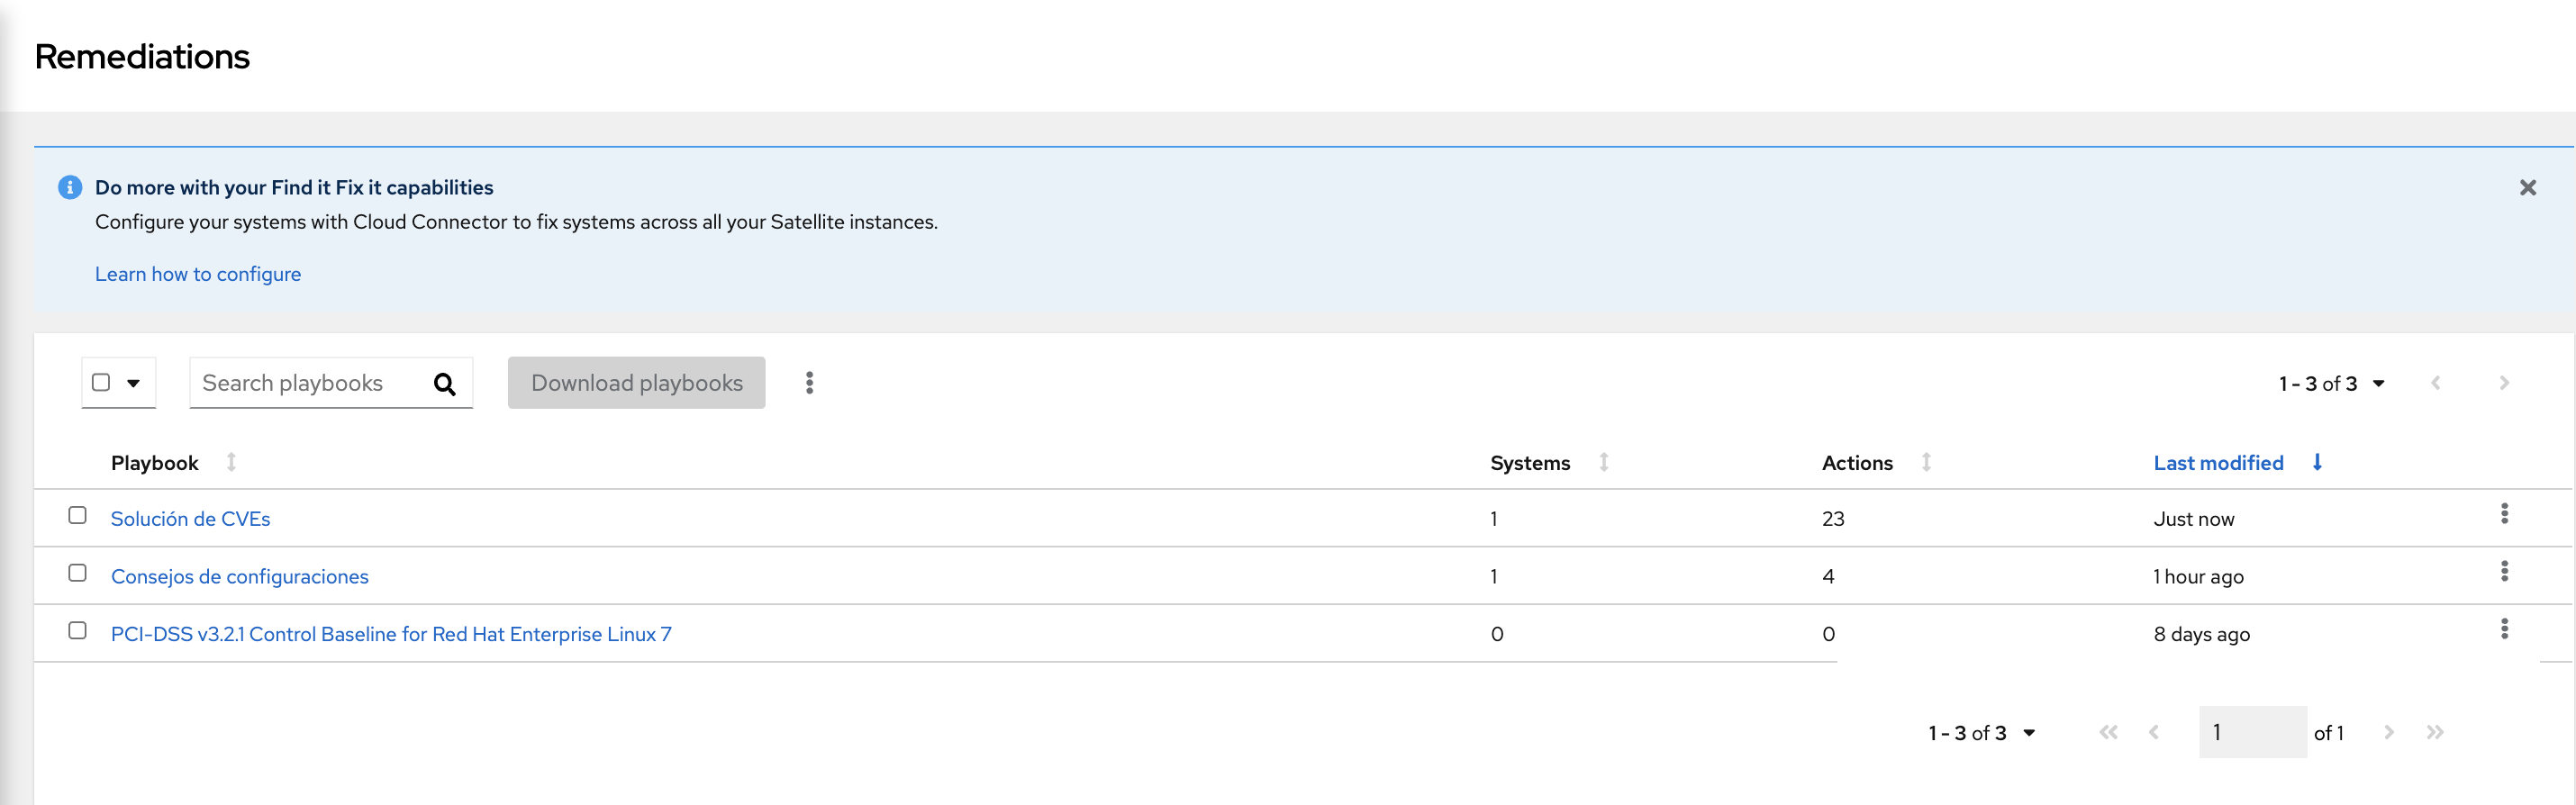 Remediations
Do more with your Find it Fix it capabilities
Configure your systems with Cloud Connector to fix systems across all your Satellite instances.
Learn how to configure
Search playbooks Download playbooks 1 - 3 of 3
Playbook Systems Actions Last modified
Solución de CVEs 1 23 Just now
Consejos de configuraciones 1 4 1 hour ago
PCI-DSS v3.2.1 Control Baseline for Red Hat Enterprise Linux 7 0 0 8 days ago
1 - 3 of 3 1 of 1